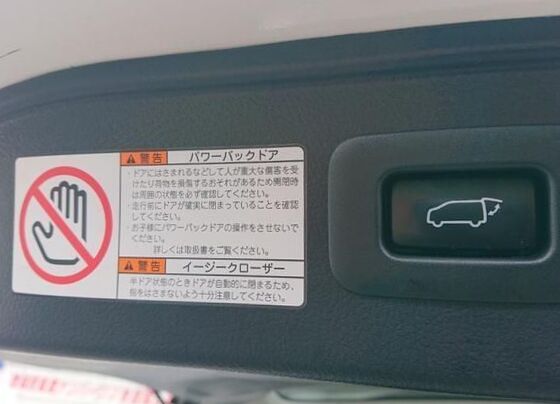 警告 パワーバックドア
・ドアにはさまれるなどして人が重大な傷害を
受けたり荷物を損傷するおそれがあるため開閉時
は周囲の状態を必ず確認してください。
・走行前にドアが確実に閉まっていることを確認
してください。
・お子様にパワーバックドアの操作をさせないで
ください。
詳しくは取扱書をご覧ください。
警告 イージークローザー
半ドア状態のときドアが自動的に閉まるため、
指をはさまないよう十分注意してください。